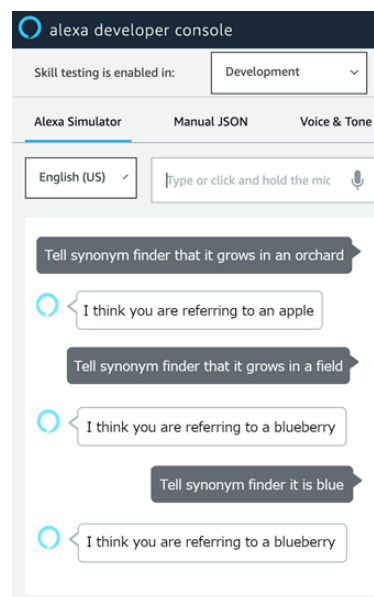 alexa developer console
Skill testing is enabled in: Development
Alexa Simulator Manual JSON Voice & Tone
English (US) Type or click and hold the mic
Tell synonym finder that it grows in an orchard
I think you are referring to an apple
Tell synonym finder that it grows in a field
I think you are referring to a blueberry
Tell synonym finder it is blue
I think you are referring to a blueberry